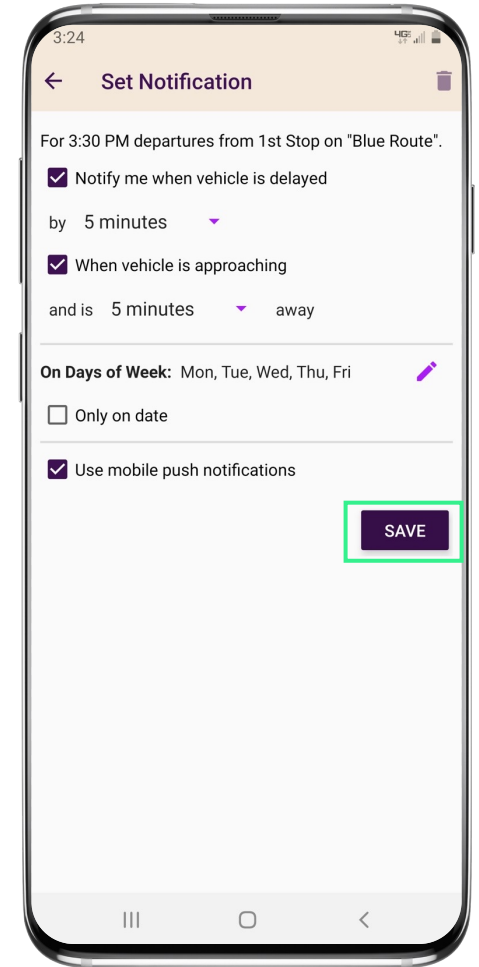 3:24
4GE
Set Notification
For 3:30 PM departures from 1st Stop on "Blue Route".
Notify me when vehicle is delayed
by 5 minutes
When vehicle is approaching
and is 5 minutes away
On Days of Week: Mon, Tue, Wed, Thu, Fri
Only on date
Use mobile push notifications
SAVE